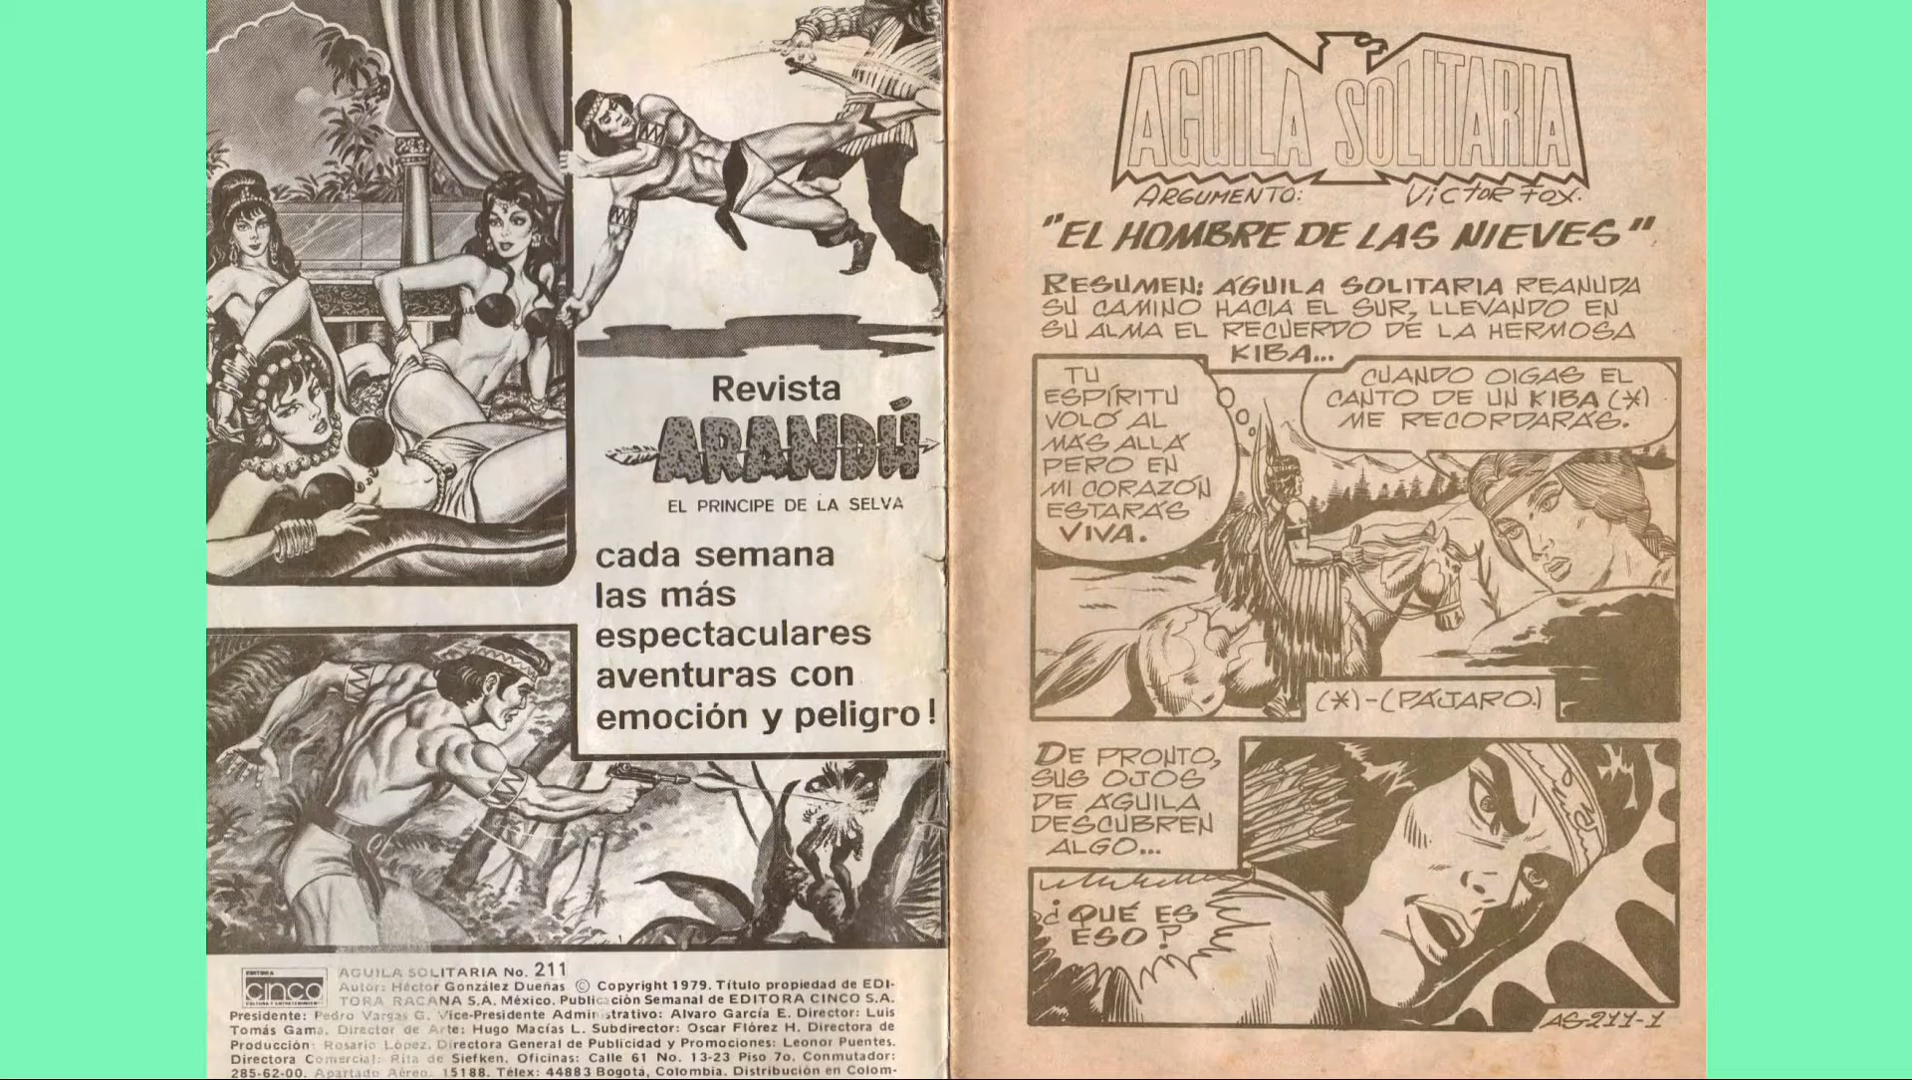 Revista
ARANDÚ
EL PRINCIPE DE LA SELVA
cada semana
las más
espectaculares
aventuras con
emoción y peligro!
EDITORA
cinco
CULTURA Y ENTRETENIMIENTO
AGUILA SOLITARIA No. 211
Autor: Héctor González Dueñas © Copyright 1979. Título propiedad de EDI-
TORA RACANA S.A. México. Publicación Semanal de EDITORA CINCO S.A.
Presidente: Pedro Vargas G. Vice-Presidente Administrativo: Alvaro García E. Director: Luis
Tomás Gama. Director de Arte: Hugo Macías L. Subdirector: Oscar Flórez H. Directora de
Producción: Rosario López. Directora General de Publicidad y Promociones: Leonor Puentes.
Directora Comercial: Rita de Siefken. Oficinas: Calle 61 No. 13-23 Piso 7o. Conmutador:
285-62-00. Apartado Aéreo. 15188. Télex: 44883 Bogotá, Colombia. Distribución en Colom-
AGUILA SOLITARIA
ARGUMENTO: VICTOR FOX.
"EL HOMBRE DE LAS NIEVES"
RESUMEN: ÁGUILA SOLITARIA REANUDA
SU CAMINO HACIA EL SUR, LLEVANDO EN
SU ALMA EL RECUERDO DE LA HERMOSA
KIBA...
TU
ESPÍRITU
VOLÓ AL
MÁS ALLÁ
PERO EN
MI CORAZÓN
ESTARÁS
VIVA.
CUANDO OIGAS EL
CANTO DE UN KIBA (*)
ME RECORDARÁS.
(*)-(PÁJARO.)
DE PRONTO,
SUS OJOS
DE ÁGUILA
DESCUBREN
ALGO...
¿QUÉ ES
ESO?
AS-211-1